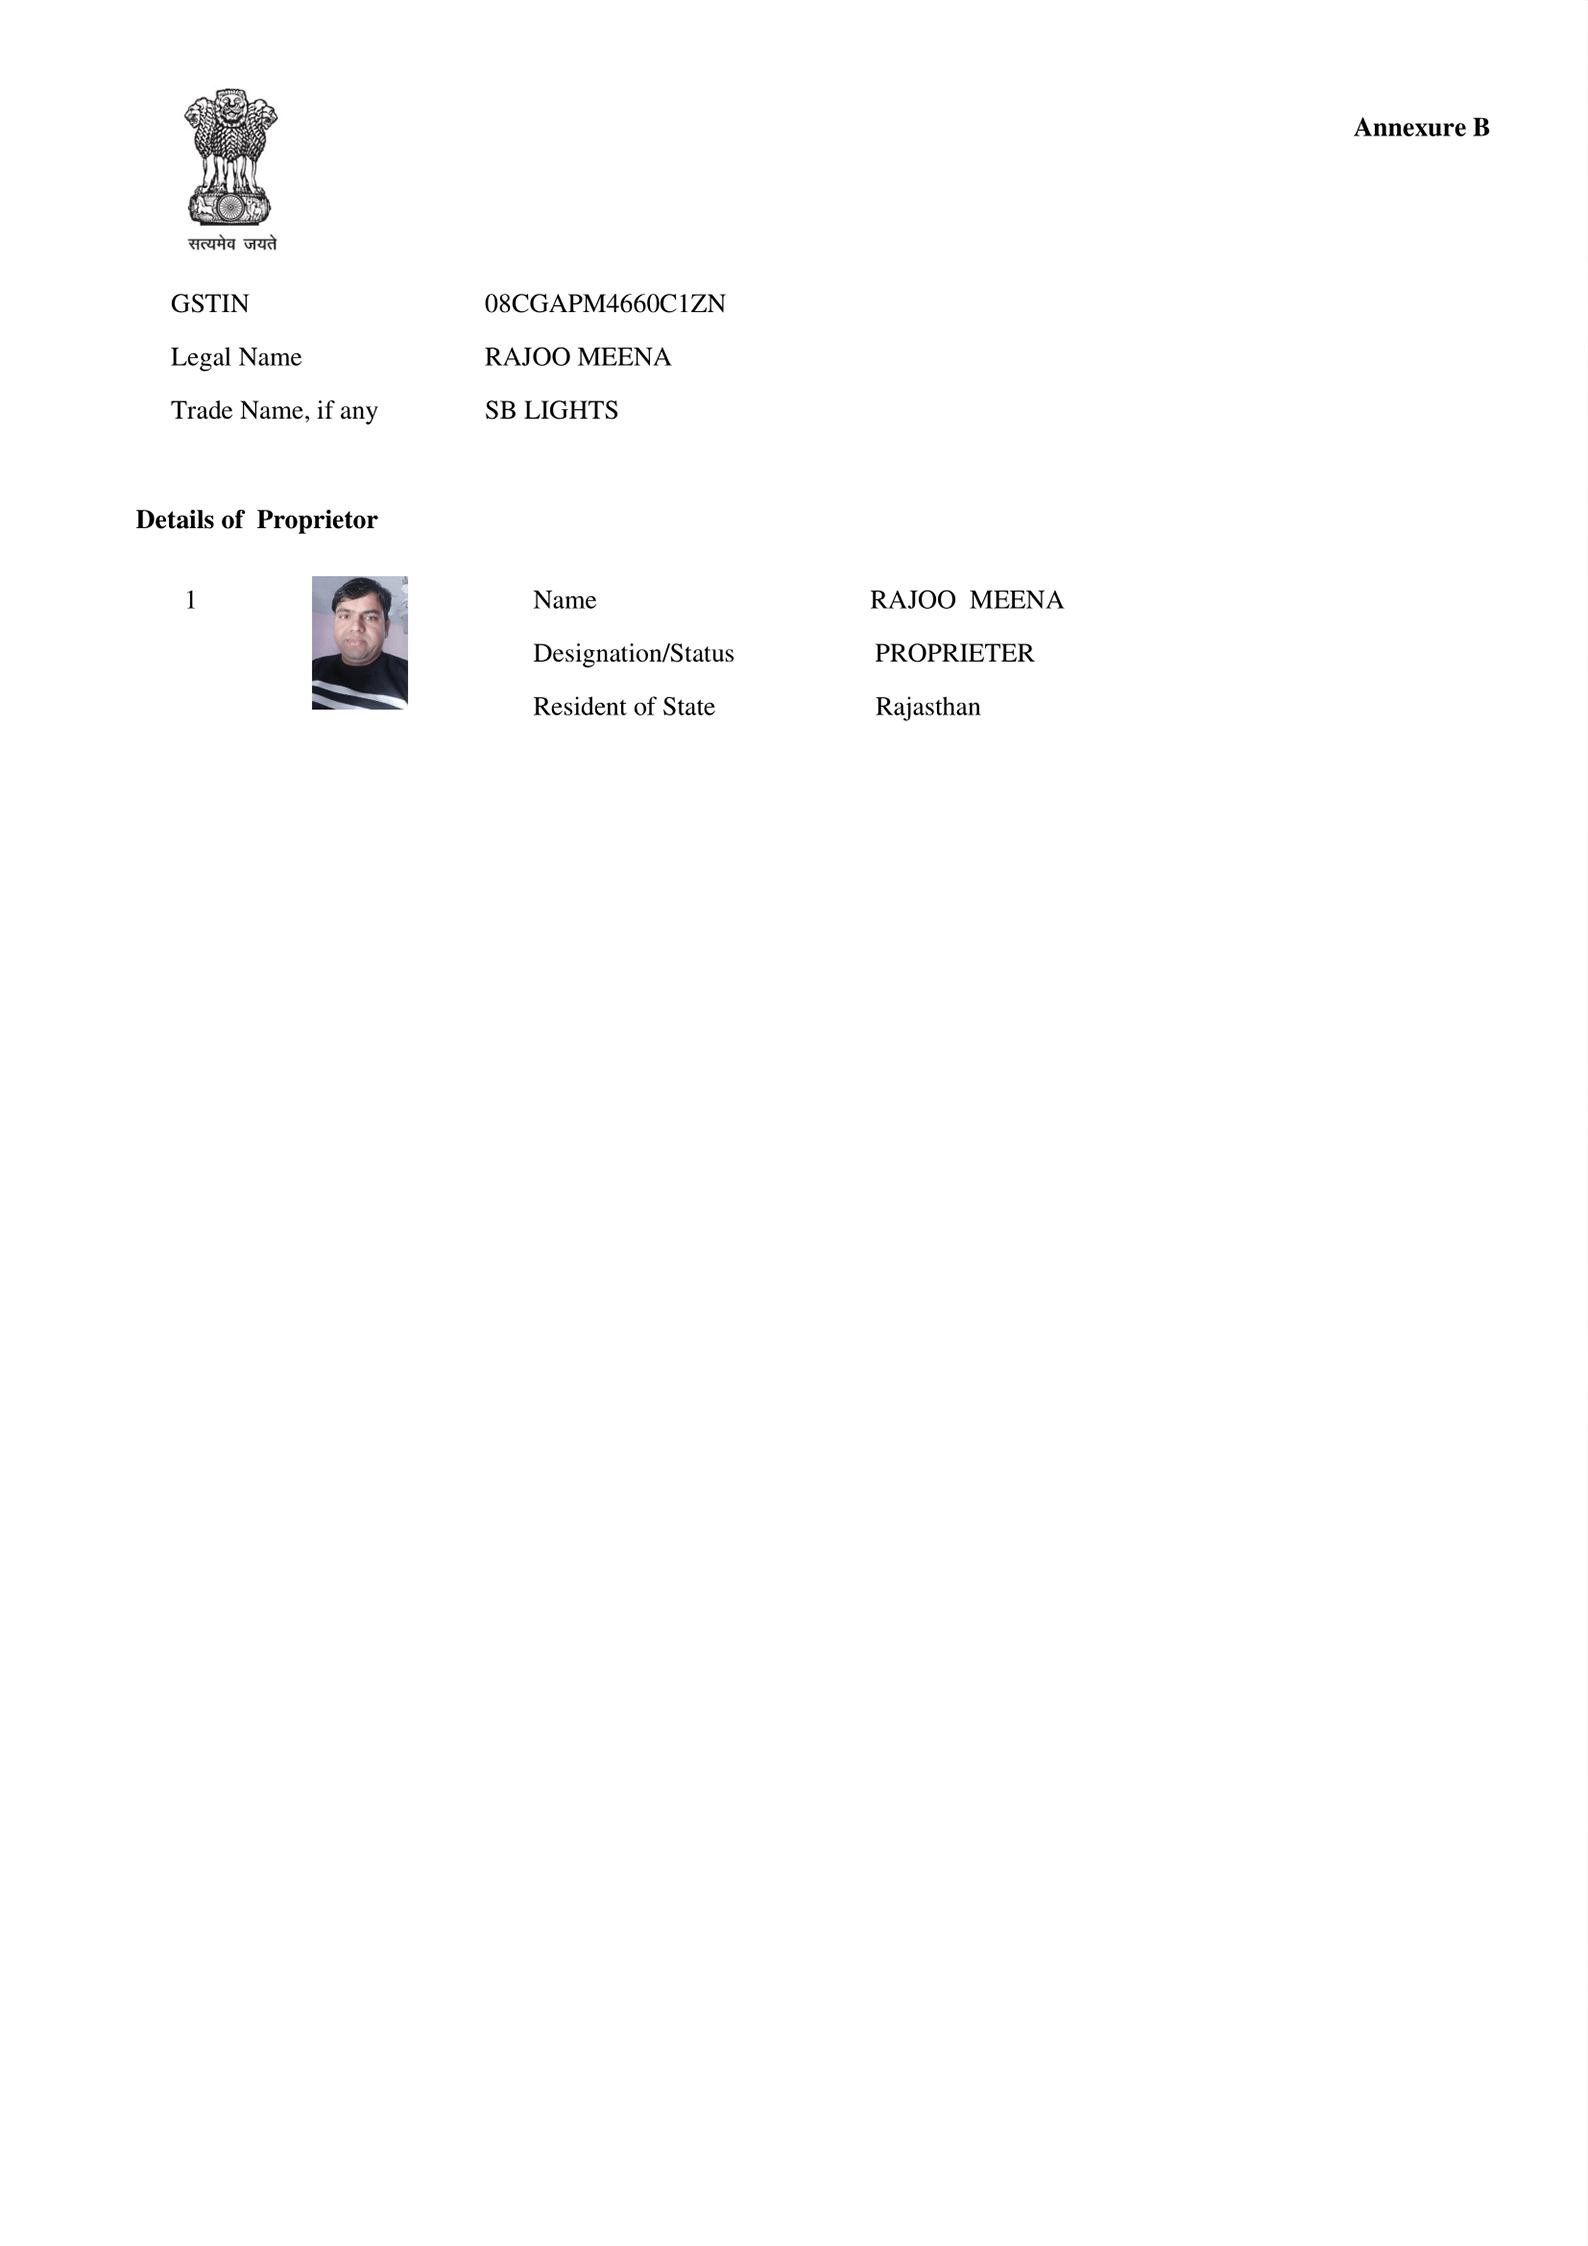 Annexure B
सत्यमेव जयते
GSTIN 08CGAPM4660C1ZN
Legal Name RAJOO MEENA
Trade Name, if any SB LIGHTS
Details of Proprietor
1 Name RAJOO MEENA
Designation/Status PROPRIETER
Resident of State Rajasthan